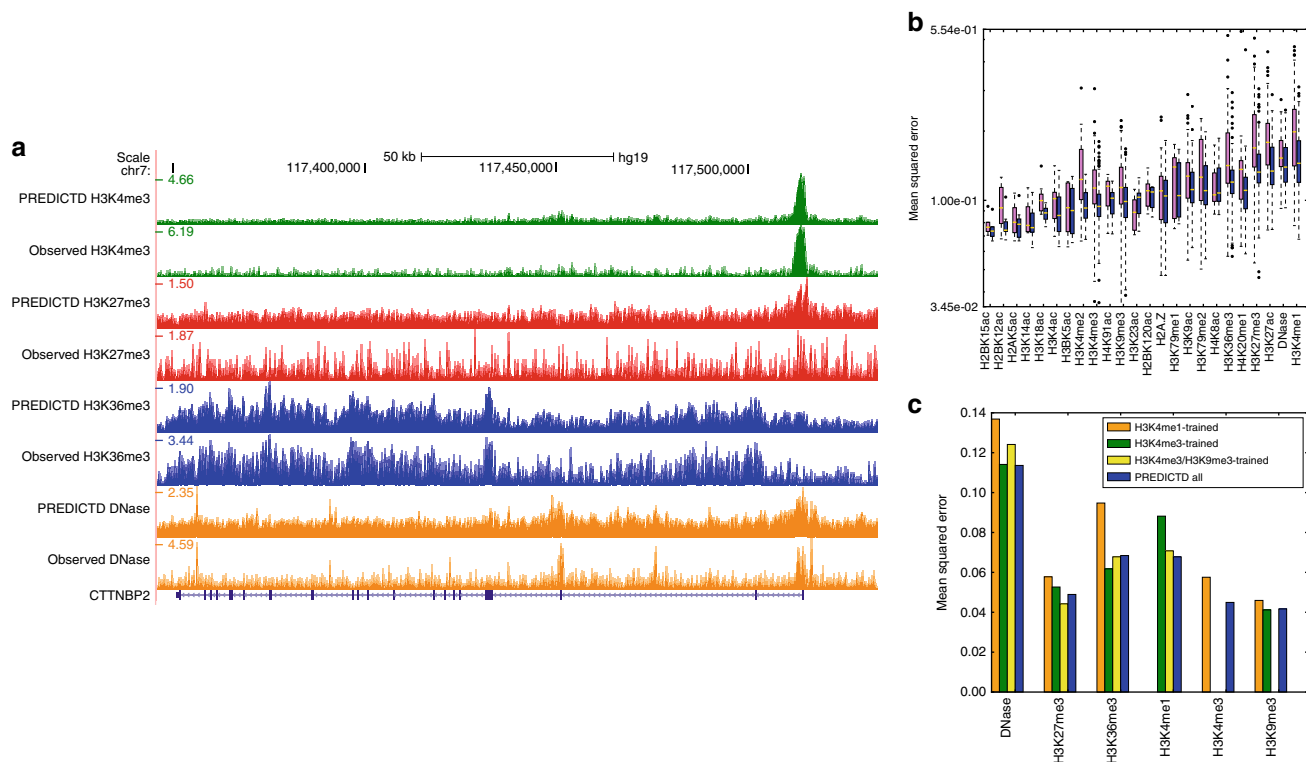 a
Scale
chr7:
50 kb
hg19
117,400,000
117,450,000
117,500,000
4.66
PREDICTD H3K4me3
6.19
Observed H3K4me3
1.50
PREDICTD H3K27me3
1.87
Observed H3K27me3
1.90
PREDICTD H3K36me3
3.44
Observed H3K36me3
2.35
PREDICTD DNase
4.59
Observed DNase
CTTNBP2
b
5.54e-01
1.00e-01
3.45e-02
Mean squared error
H2BK15ac
H2BK12ac
H2AK5ac
H3K14ac
H3K18ac
H3K4ac
H3BK5ac
H3K4me2
H3K4me3
H4K91ac
H3K9me3
H3K23ac
H2BK120ac
H2A.Z
H3K79me1
H3K9ac
H3K79me2
H4K8ac
H3K36me3
H4K20me1
H3K27me3
H3K27ac
DNase
H3K4me1
c
0.14
0.12
0.10
0.08
0.06
0.04
0.02
0.00
Mean squared error
H3K4me1-trained
H3K4me3-trained
H3K4me3/H3K9me3-trained
PREDICTD all
DNase
H3K27me3
H3K36me3
H3K4me1
H3K4me3
H3K9me3